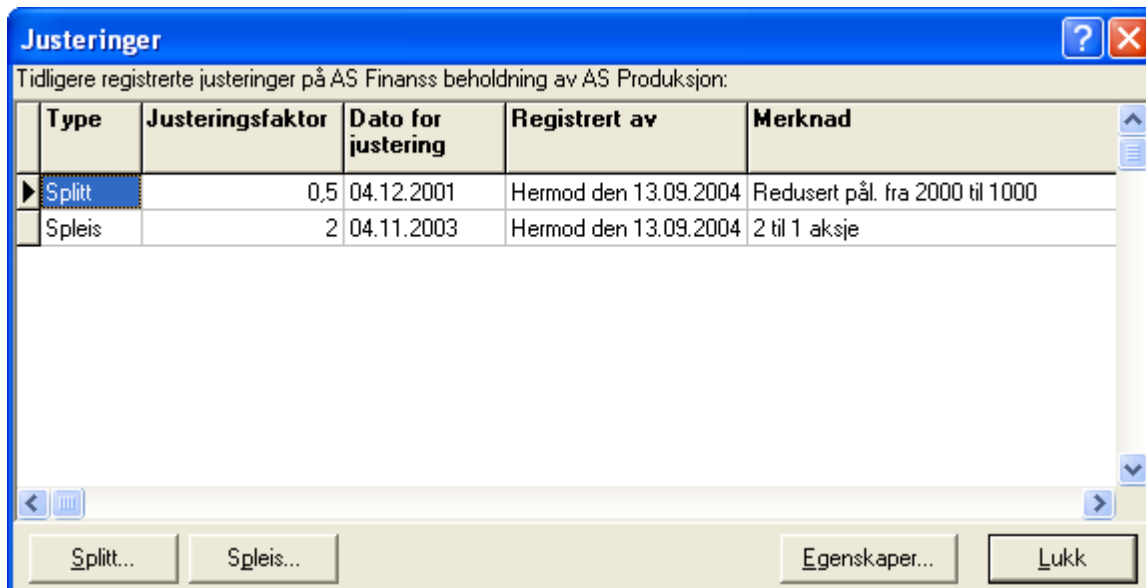 Justeringer
Tidligere registrerte justeringer på AS Finanss beholdning av AS Produksjon:
Type Justeringsfaktor Dato for justering Registrert av Merknad
Splitt 0,5 04.12.2001 Hermod den 13.09.2004 Redusert pål. fra 2000 til 1000
Spleis 2 04.11.2003 Hermod den 13.09.2004 2 til 1 aksje
Splitt... Spleis... Egenskaper... Lukk